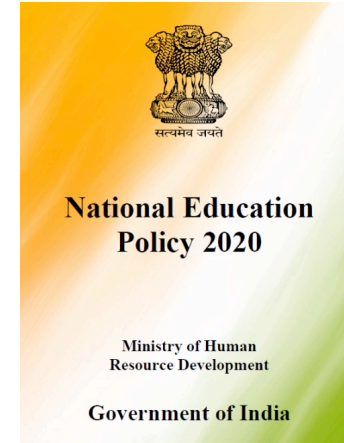 सत्यमेव जयते
National Education
Policy 2020
Ministry of Human
Resource Development
Government of India